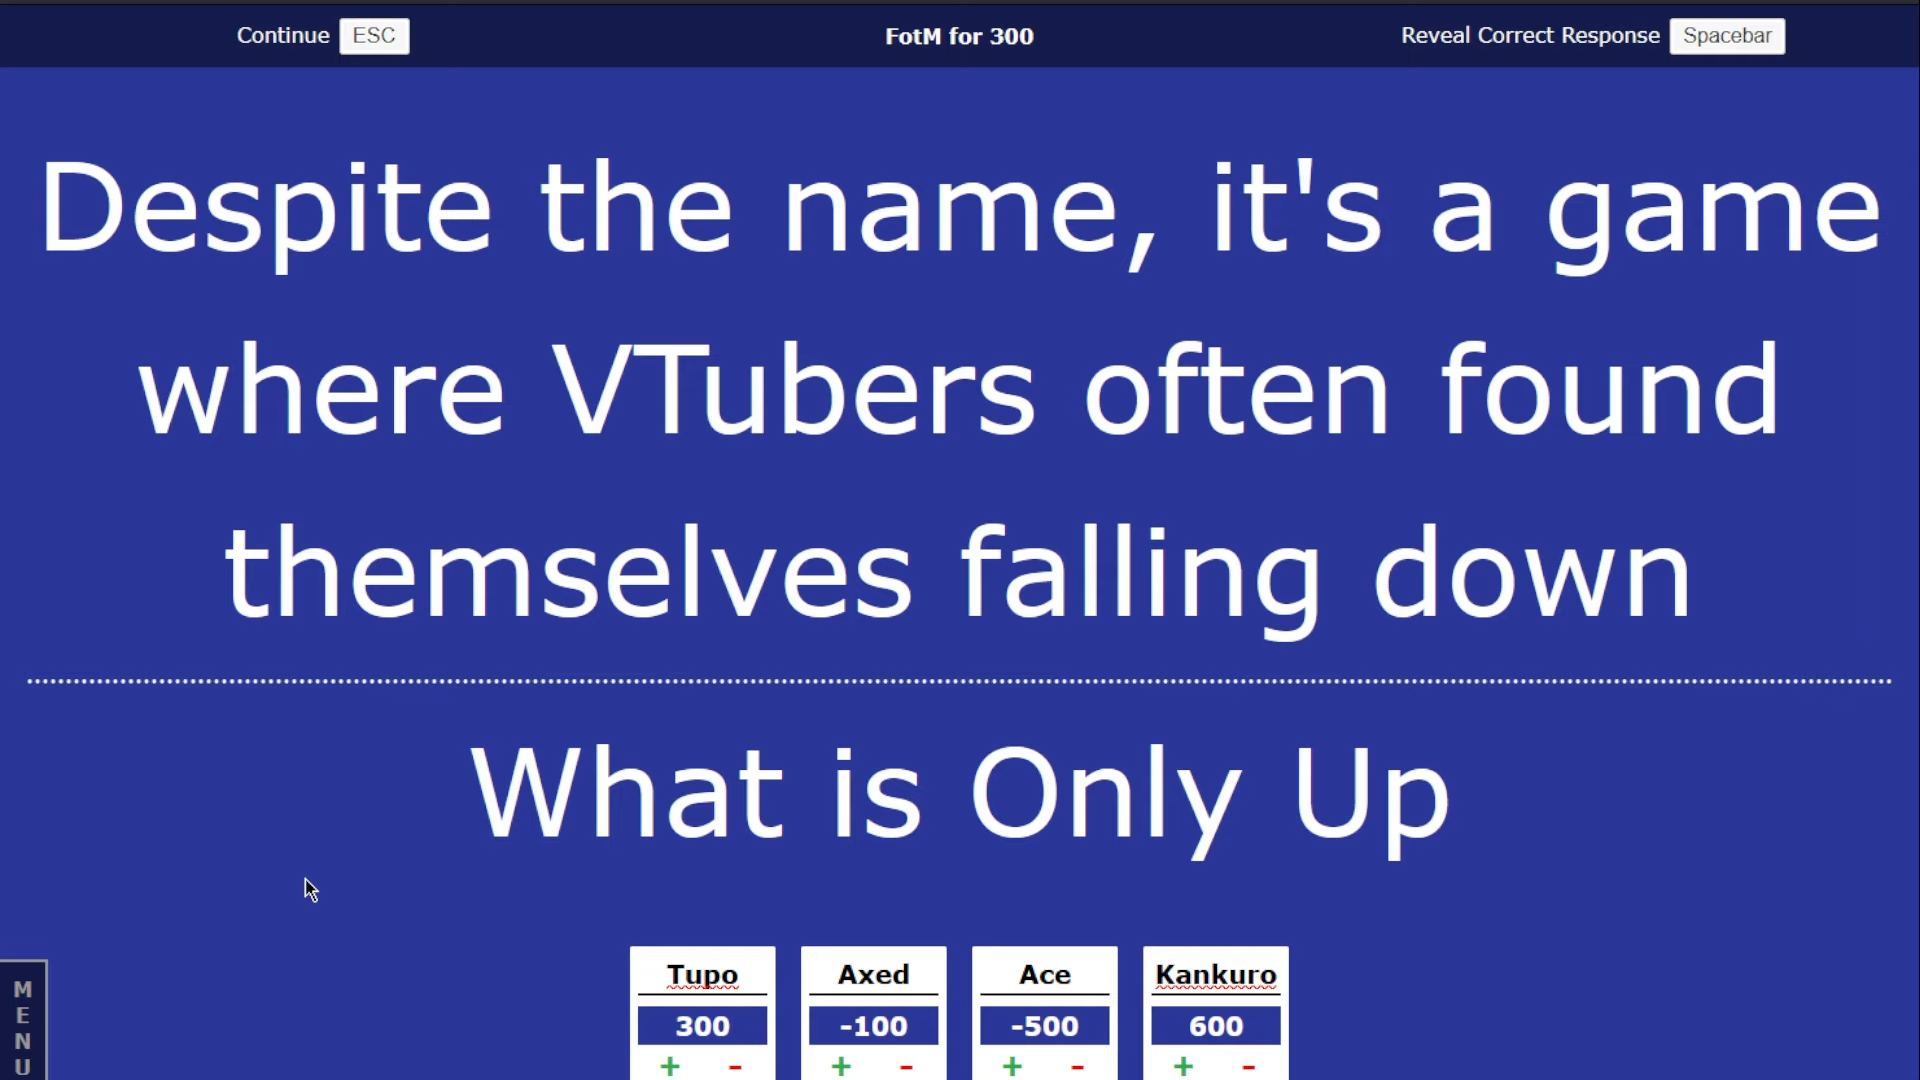 Continue ESC FotM for 300 Reveal Correct Response Spacebar
Despite the name, it's a game
where VTubers often found
themselves falling down
What is Only Up
Tupo Axed Ace Kankuro
300 -100 -500 600
+ - + - + - + -
MENU